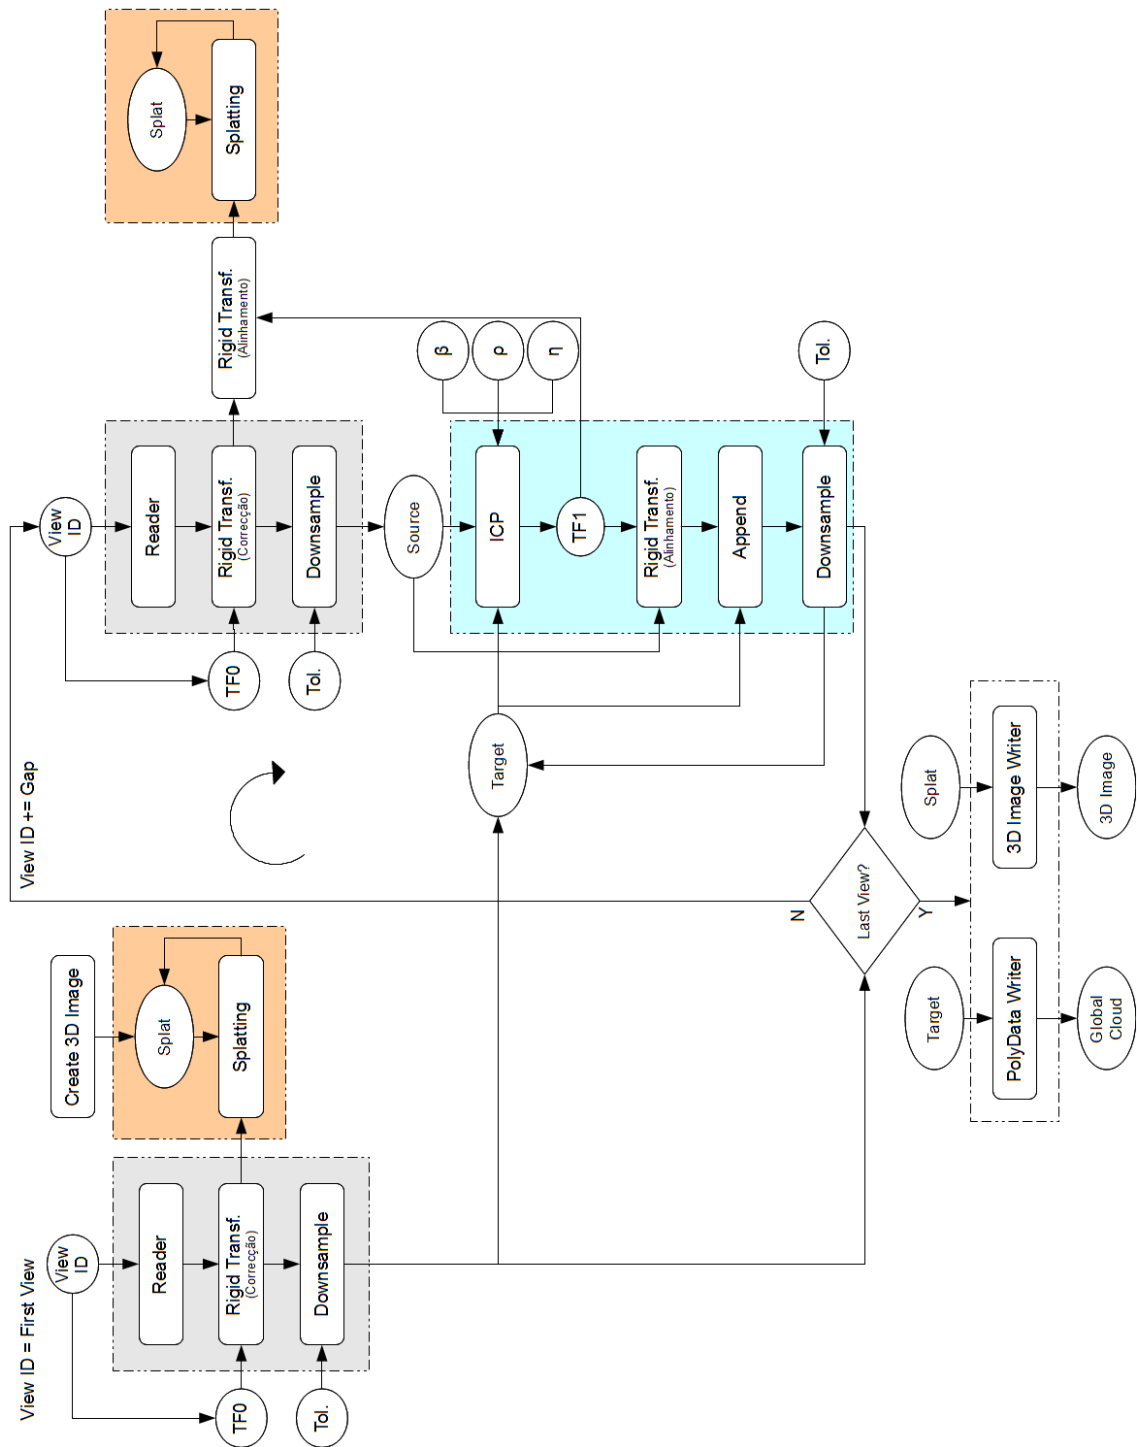 View ID = First View
View
ID
TF0
Tol.
Reader
Rigid Transf.
(Correcção)
Downsample
Create 3D Image
Splat
Splatting
View ID += Gap
View
ID
TF0
Tol.
Reader
Rigid Transf.
(Correcção)
Downsample
Rigid Transf.
(Alinhamento)
Splat
Splatting
Source
Target
ICP
β
ρ
η
TF1
Rigid Transf.
(Alinhamento)
Append
Downsample
Tol.
Last View?
N
Y
Target
PolyData Writer
Global
Cloud
Splat
3D Image Writer
3D Image